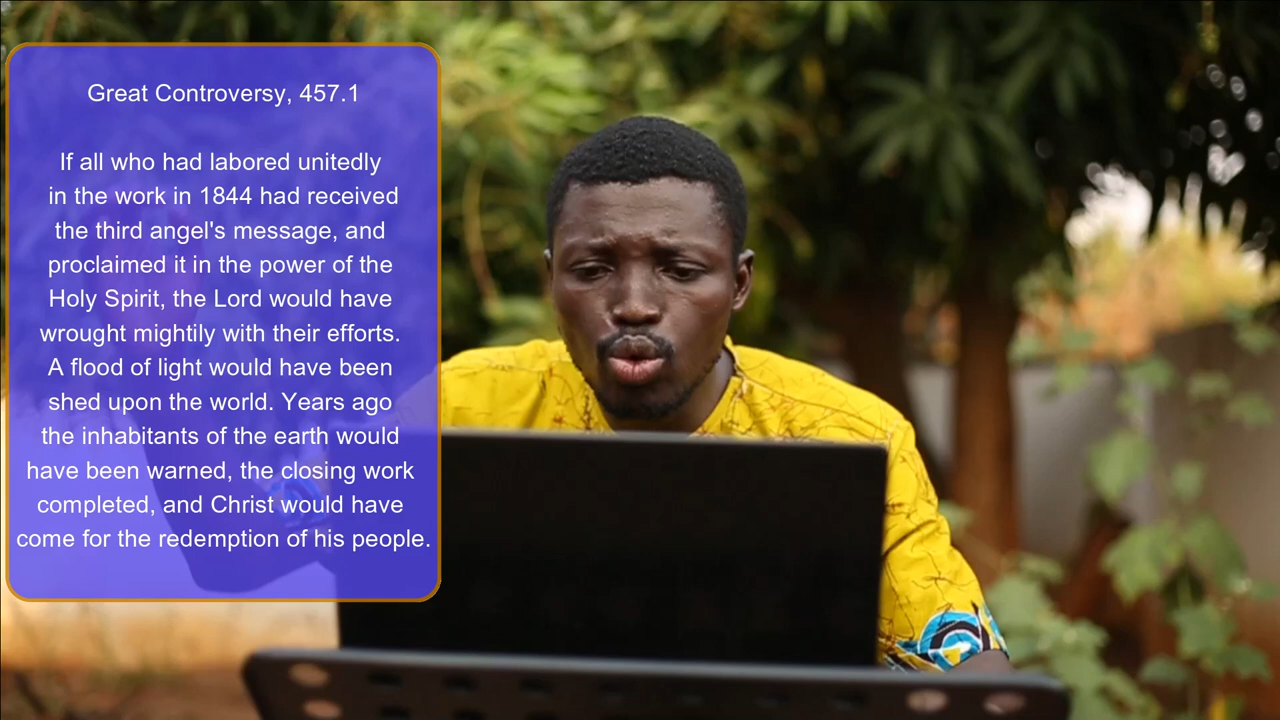 Great Controversy, 457.1
If all who had labored unitedly
in the work in 1844 had received
the third angel's message, and
proclaimed it in the power of the
Holy Spirit, the Lord would have
wrought mightily with their efforts.
A flood of light would have been
shed upon the world. Years ago
the inhabitants of the earth would
have been warned, the closing work
completed, and Christ would have
come for the redemption of his people.